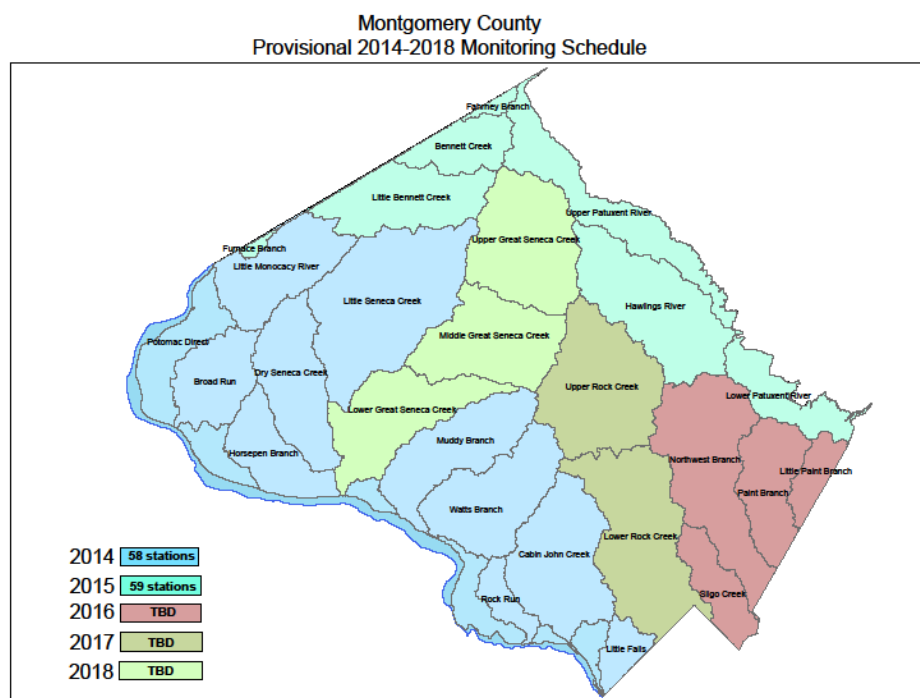 Montgomery County
Provisional 2014-2018 Monitoring Schedule
Fahrney Branch
Bennett Creek
Little Bennett Creek
Upper Patuxent River
Upper Great Seneca Creek
Furnace Branch
Little Monocacy River
Little Seneca Creek
Hawlings River
Potomac Direct
Middle Great Seneca Creek
Dry Seneca Creek
Broad Run
Upper Rock Creek
Lower Patuxent River
Lower Great Seneca Creek
Muddy Branch
Horsepen Branch
Northwest Branch
Little Paint Branch
Paint Branch
Watts Branch
Cabin John Creek
Lower Rock Creek
Rock Run
Sligo Creek
Little Falls
2014 58 stations
2015 59 stations
2016 TBD
2017 TBD
2018 TBD